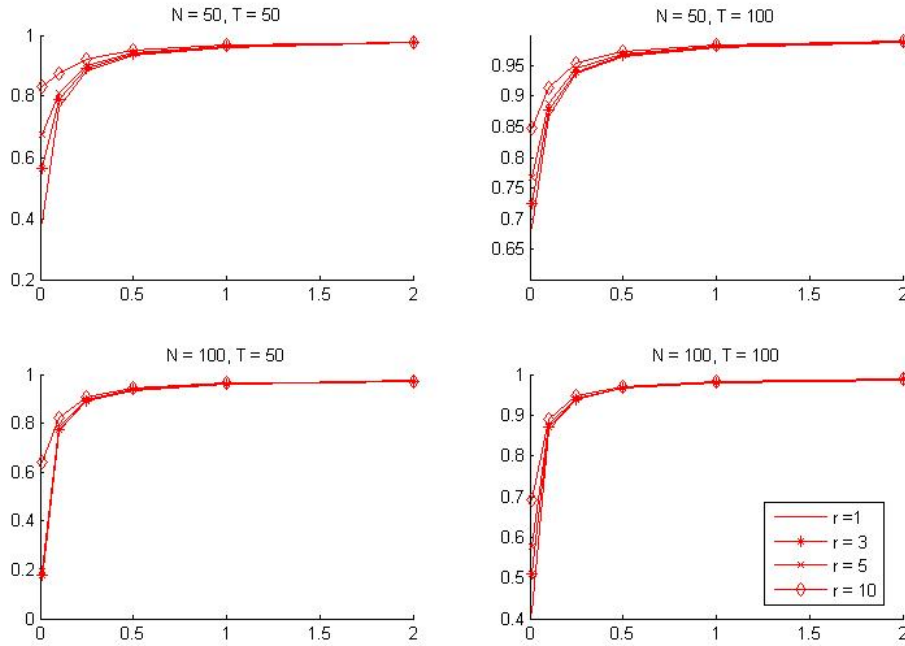 N = 50, T = 50
1
0.8
0.6
0.4
0.2
0 0.5 1 1.5 2
N = 50, T = 100
0.95
0.9
0.85
0.8
0.75
0.7
0.65
0 0.5 1 1.5 2
N = 100, T = 50
1
0.8
0.6
0.4
0.2
0
0 0.5 1 1.5 2
N = 100, T = 100
1
0.9
0.8
0.7
0.6
0.5
0.4
0 0.5 1 1.5 2
r =1
r = 3
r = 5
r = 10